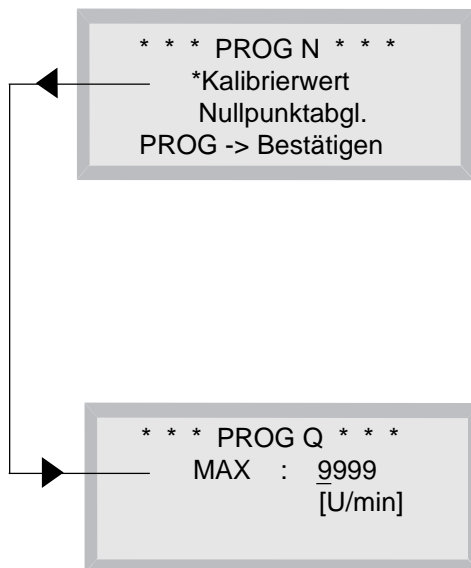 * * * PROG N * * *
*Kalibrierwert
Nullpunktabgl.
PROG -> Bestätigen
* * * PROG Q * * *
MAX : 9999
[U/min]